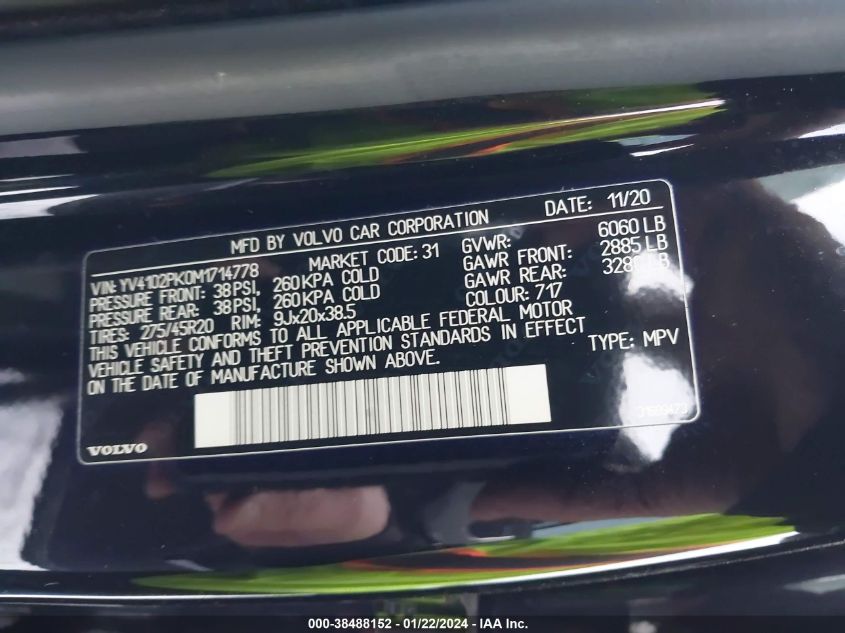 MFD BY VOLVO CAR CORPORATION DATE: 11/20
VIN: YV4102PK0M1714778 MARKET CODE: 31 GVWR: 6060 LB
PRESSURE FRONT: 38PSI, 260KPA COLD GAWR FRONT: 2885 LB
PRESSURE REAR: 38PSI, 260KPA COLD GAWR REAR: 3280 LB
TIRES: 275/45R20 RIM: 9Jx20x38.5 COLOUR: 717
THIS VEHICLE CONFORMS TO ALL APPLICABLE FEDERAL MOTOR
VEHICLE SAFETY AND THEFT PREVENTION STANDARDS IN EFFECT TYPE: MPV
ON THE DATE OF MANUFACTURE SHOWN ABOVE.
VOLVO
000-38488152 - 01/22/2024 - IAA Inc.